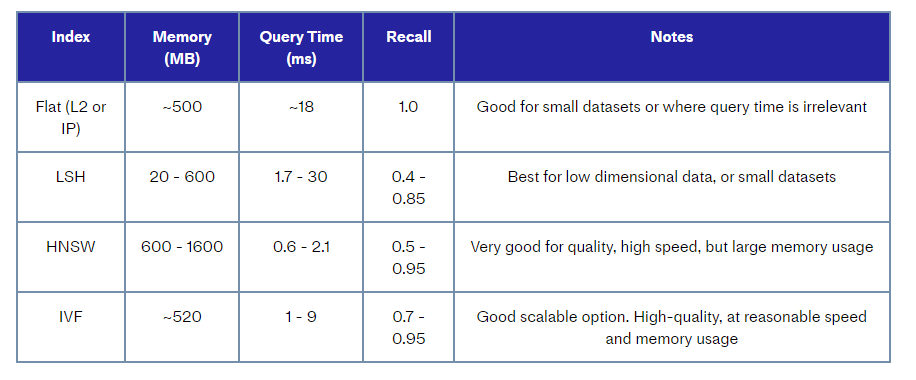 Index Memory (MB) Query Time (ms) Recall Notes
Flat (L2 or IP) ~500 ~18 1.0 Good for small datasets or where query time is irrelevant
LSH 20 - 600 1.7 - 30 0.4 - 0.85 Best for low dimensional data, or small datasets
HNSW 600 - 1600 0.6 - 2.1 0.5 - 0.95 Very good for quality, high speed, but large memory usage
IVF ~520 1 - 9 0.7 - 0.95 Good scalable option. High-quality, at reasonable speed and memory usage